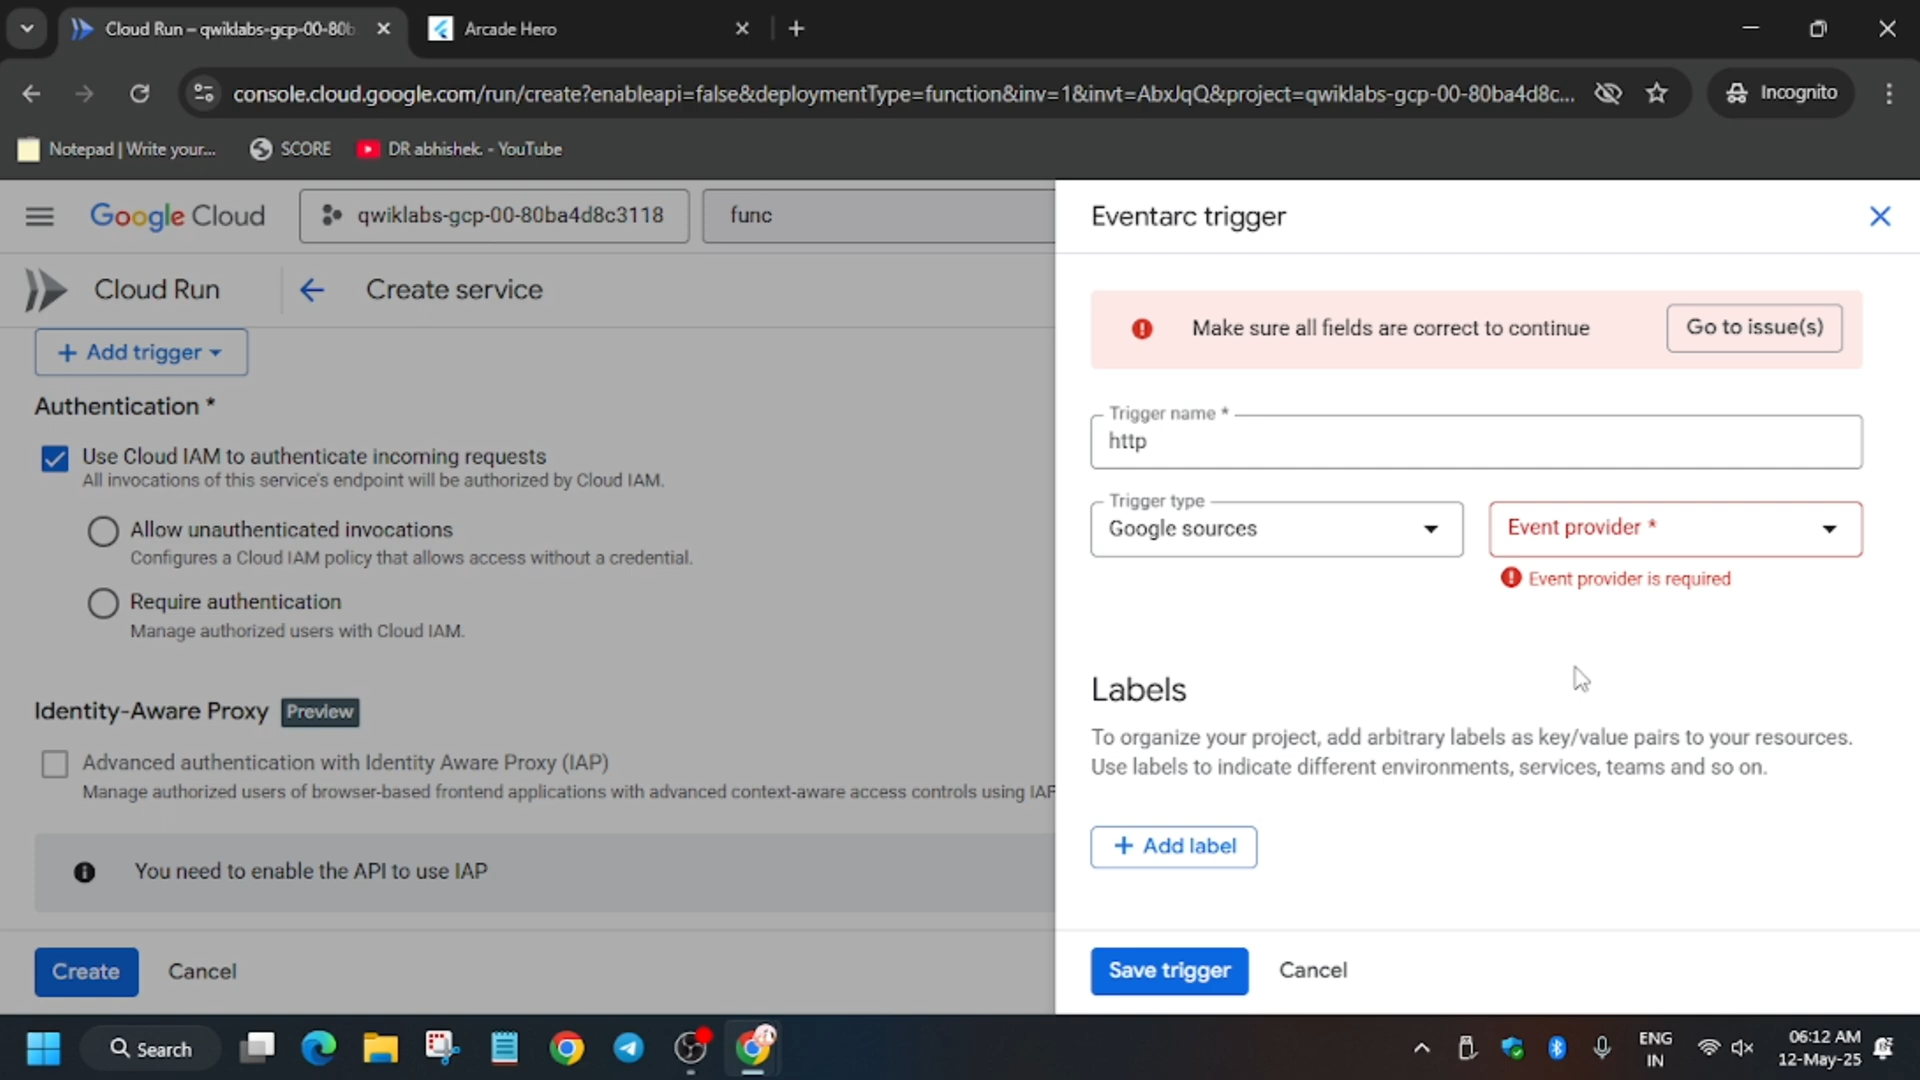 Cloud Run – qwiklabs-gcp-00-80b
Arcade Hero
console.cloud.google.com/run/create?enableapi=false&deploymentType=function&inv=1&invt=AbxJqQ&project=qwiklabs-gcp-00-80ba4d8c...
Incognito
Notepad | Write your...
SCORE
DR abhishek. - YouTube
Google Cloud
qwiklabs-gcp-00-80ba4d8c3118
func
Cloud Run
Create service
Add trigger
Authentication *
Use Cloud IAM to authenticate incoming requests
All invocations of this service's endpoint will be authorized by Cloud IAM.
Allow unauthenticated invocations
Configures a Cloud IAM policy that allows access without a credential.
Require authentication
Manage authorized users with Cloud IAM.
Identity-Aware Proxy Preview
Advanced authentication with Identity Aware Proxy (IAP)
Manage authorized users of browser-based frontend applications with advanced context-aware access controls using IAP
You need to enable the API to use IAP
Create
Cancel
Eventarc trigger
Make sure all fields are correct to continue
Go to issue(s)
Trigger name *
http
Trigger type
Google sources
Event provider *
Event provider is required
Labels
To organize your project, add arbitrary labels as key/value pairs to your resources.
Use labels to indicate different environments, services, teams and so on.
Add label
Save trigger
Cancel
Search
ENG
IN
06:12 AM
12-May-25